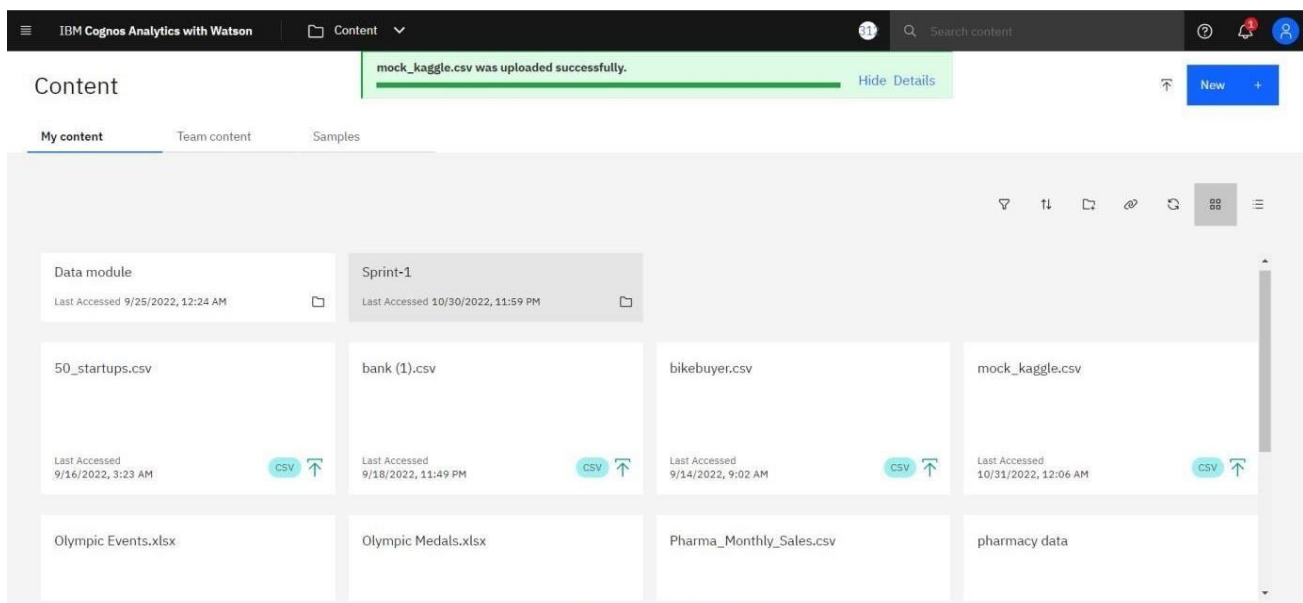 IBM Cognos Analytics with Watson
Content
31
Search content
1
mock_kaggle.csv was uploaded successfully.
Hide Details
Content
New +
My content
Team content
Samples
Data module
Last Accessed 9/25/2022, 12:24 AM
Sprint-1
Last Accessed 10/30/2022, 11:59 PM
50_startups.csv
Last Accessed
9/16/2022, 3:23 AM
CSV
bank (1).csv
Last Accessed
9/18/2022, 11:49 PM
CSV
bikebuyer.csv
Last Accessed
9/14/2022, 9:02 AM
CSV
mock_kaggle.csv
Last Accessed
10/31/2022, 12:06 AM
CSV
Olympic Events.xlsx
Olympic Medals.xlsx
Pharma_Monthly_Sales.csv
pharmacy data